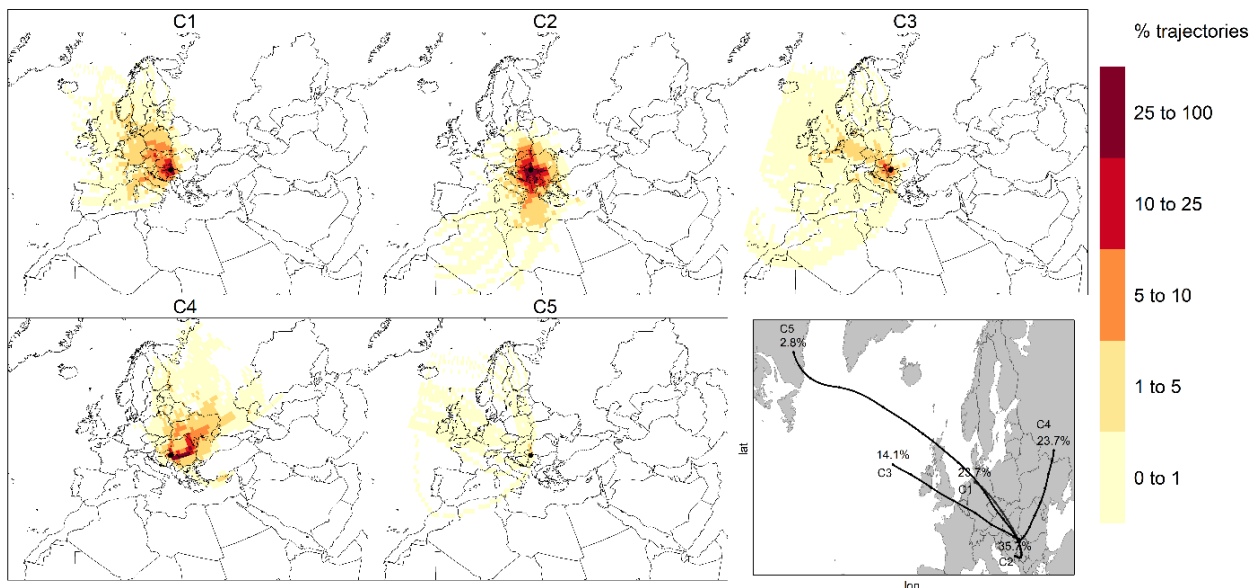 C1
C2
C3
% trajectories
25 to 100
10 to 25
5 to 10
1 to 5
0 to 1
C4
C5
C5
2.8%
C4
23.7%
14.1%
C3
23.7%
C1
35.7%
C2
lat
lon